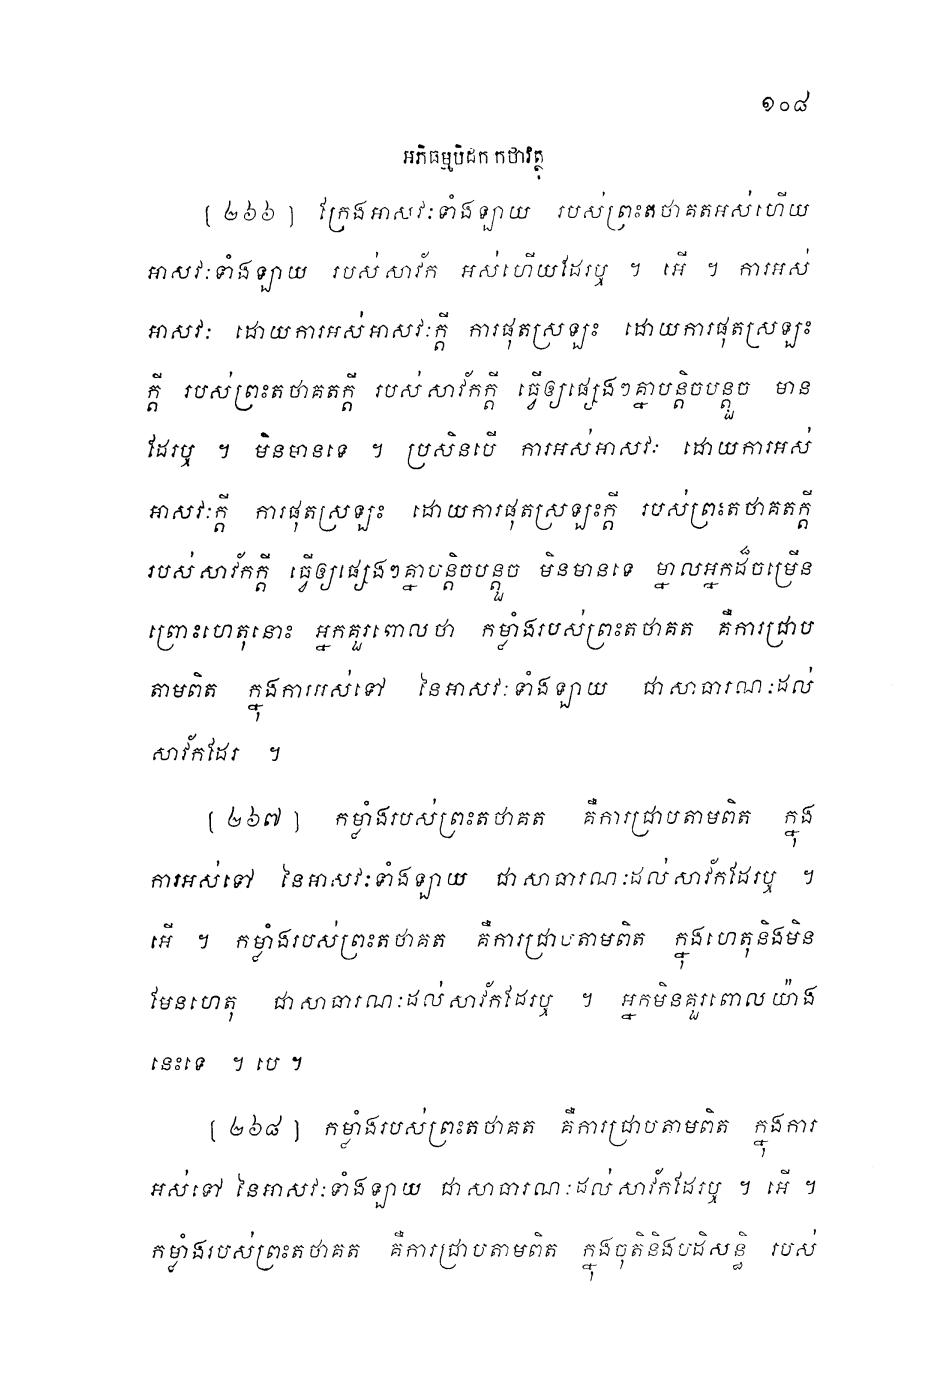 ១០៨
អភិធម្មបិដក កថាវត្ថុ
[ ២៦៦ ] ក្រែងអាសវៈទាំងឡាយ របស់ព្រះតថាគតអស់ហើយ
អាសវៈទាំងឡាយ របស់សាវ័ក អស់ហើយដែរឬ ។ អើ ។ ការអស់
អាសវៈ ដោយការអស់អាសវៈក្តី ការផុតស្រឡះ ដោយការផុតស្រឡះ
ក្តី របស់ព្រះតថាគតក្តី របស់សាវ័កក្តី ធ្វើឲ្យផ្សេងៗគ្នាបន្តិចបន្តួច មាន
ដែរឬ ។ មិនមានទេ ។ ប្រសិនបើ ការអស់អាសវៈ ដោយការអស់
អាសវៈក្តី ការផុតស្រឡះ ដោយការផុតស្រឡះក្តី របស់ព្រះតថាគតក្តី
របស់សាវ័កក្តី ធ្វើឲ្យផ្សេងៗគ្នាបន្តិចបន្តួច មិនមានទេ ម្នាលអ្នកដ៏ចម្រើន
ព្រោះហេតុនោះ អ្នកគួរពោលថា កម្លាំងរបស់ព្រះតថាគត គឺការជ្រាប
តាមពិត ក្នុងការអស់ទៅ នៃអាសវៈទាំងឡាយ ជាសាធារណៈដល់
សាវ័កដែរ ។
[ ២៦៧ ] កម្លាំងរបស់ព្រះតថាគត គឺការជ្រាបតាមពិត ក្នុង
ការអស់ទៅ នៃអាសវៈទាំងឡាយ ជាសាធារណៈដល់សាវ័កដែរឬ ។
អើ ។ កម្លាំងរបស់ព្រះតថាគត គឺការជ្រាបតាមពិត ក្នុងហេតុនិងមិន
មែនហេតុ ជាសាធារណៈដល់សាវ័កដែរឬ ។ អ្នកមិនគួរពោលយ៉ាង
នេះទេ ។ បេ ។
[ ២៦៨ ] កម្លាំងរបស់ព្រះតថាគត គឺការជ្រាបតាមពិត ក្នុងការ
អស់ទៅ នៃអាសវៈទាំងឡាយ ជាសាធារណៈដល់សាវ័កដែរឬ ។ អើ ។
កម្លាំងរបស់ព្រះតថាគត គឺការជ្រាបតាមពិត ក្នុងចុតិនិងបដិសន្ធិ របស់